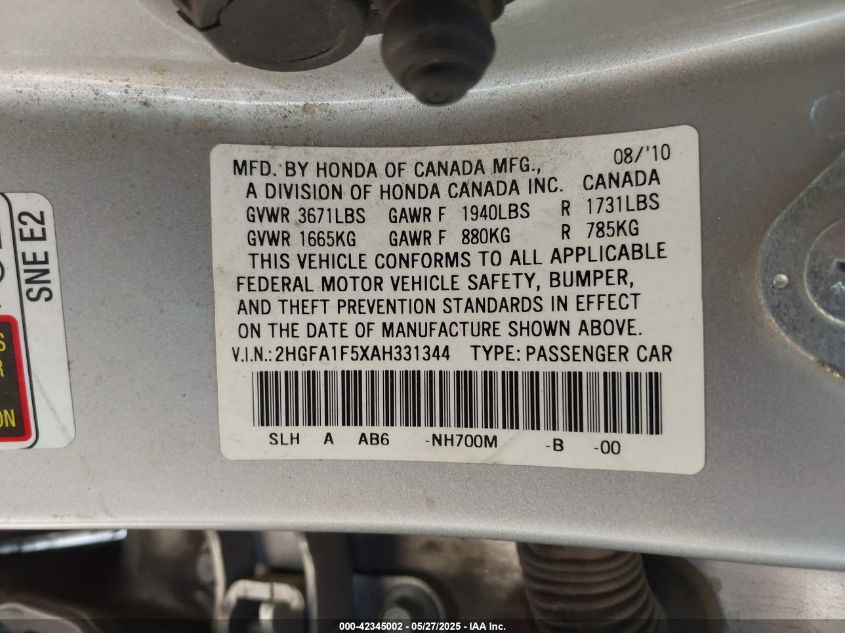 MFD. BY HONDA OF CANADA MFG., 08/'10
A DIVISION OF HONDA CANADA INC. CANADA
GVWR 3671LBS GAWR F 1940LBS R 1731LBS
GVWR 1665KG GAWR F 880KG R 785KG
THIS VEHICLE CONFORMS TO ALL APPLICABLE
FEDERAL MOTOR VEHICLE SAFETY, BUMPER,
AND THEFT PREVENTION STANDARDS IN EFFECT
ON THE DATE OF MANUFACTURE SHOWN ABOVE.
V.I.N.: 2HGFA1F5XAH331344 TYPE: PASSENGER CAR
SLH A AB6 -NH700M -B -00
SNE E2
000-42345002 - 05/27/2025 - IAA Inc.